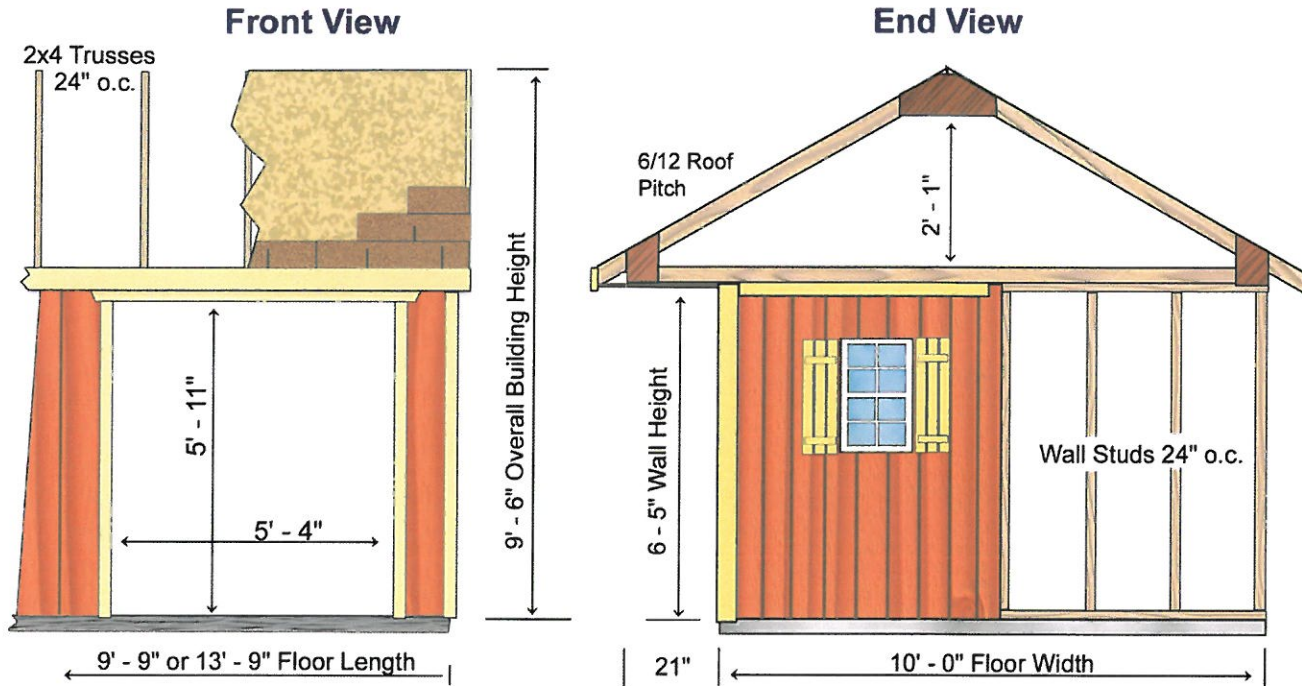 Front View
2x4 Trusses
24" o.c.
5' - 11"
5' - 4"
9' - 6" Overall Building Height
9' - 9" or 13' - 9" Floor Length
End View
6/12 Roof
Pitch
2' - 1"
6 - 5" Wall Height
Wall Studs 24" o.c.
21"
10' - 0" Floor Width